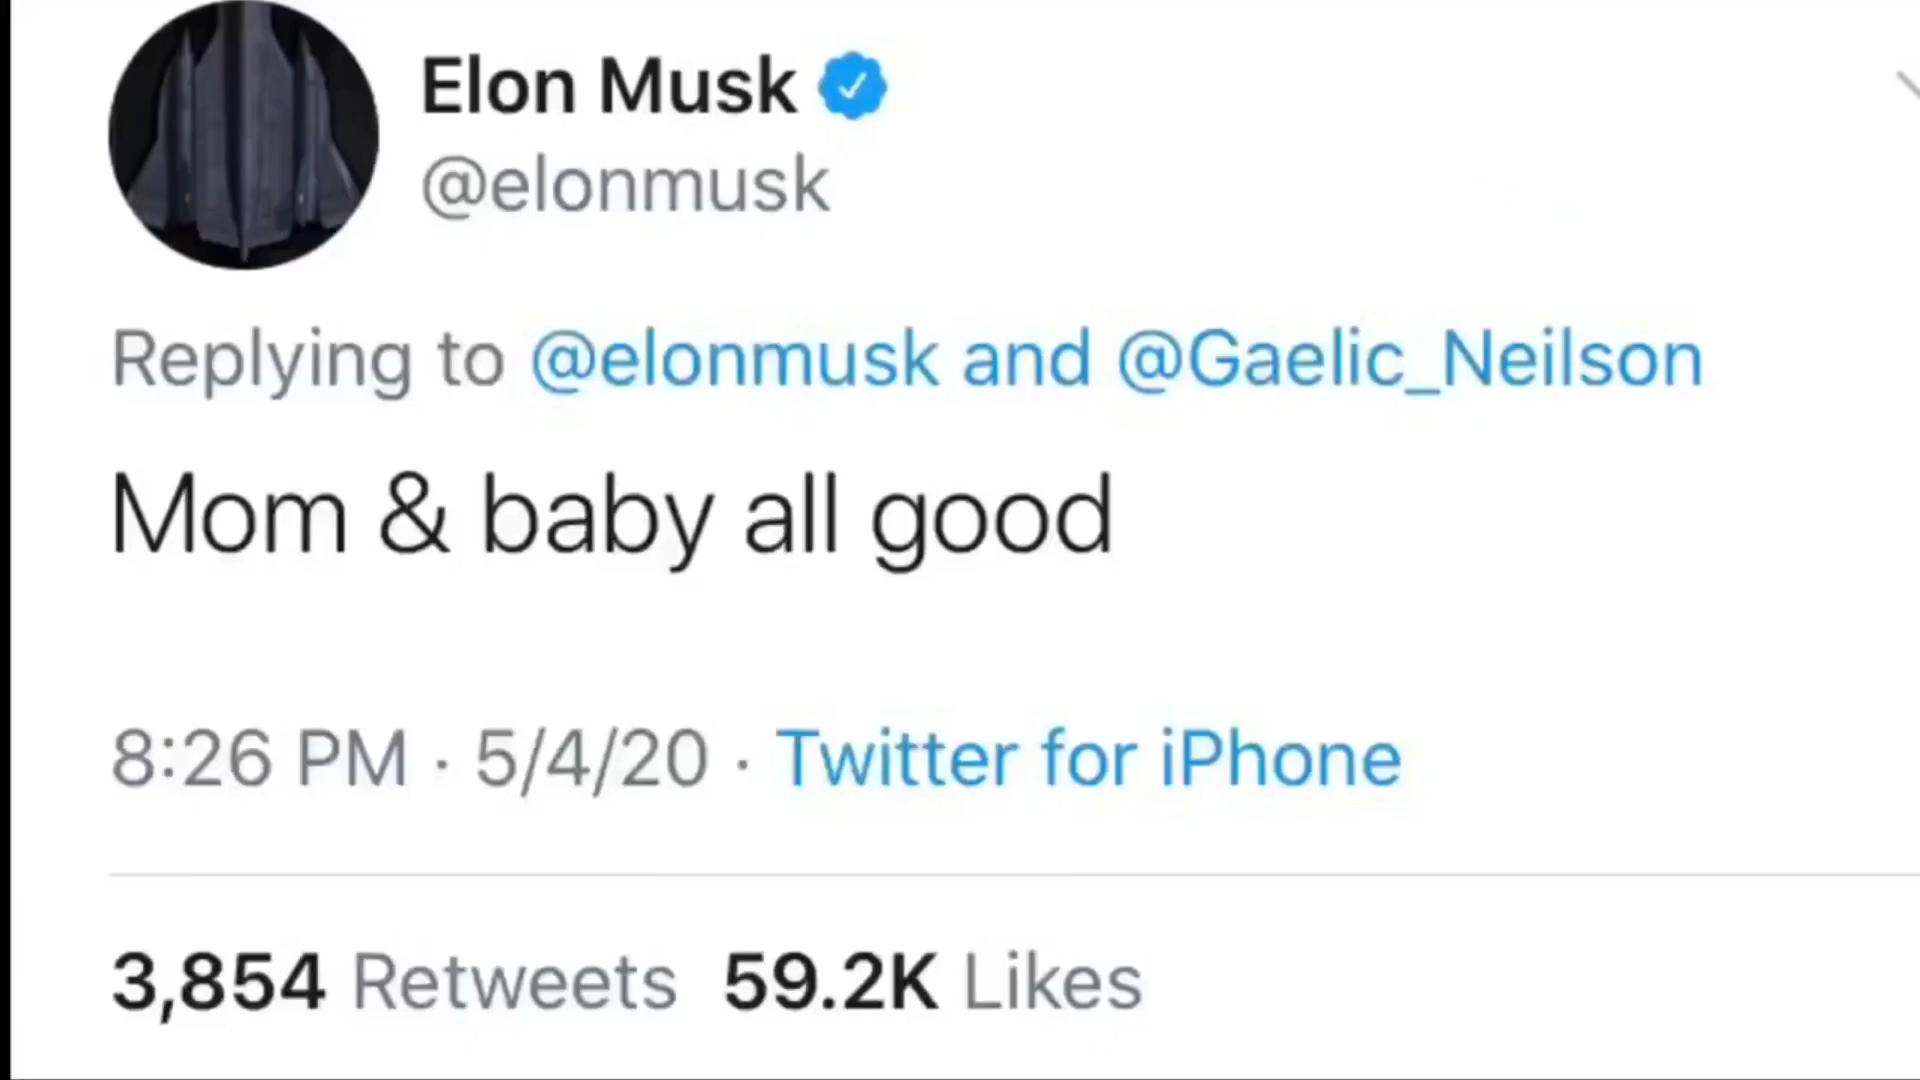 Elon Musk
@elonmusk
Replying to @elonmusk and @Gaelic_Neilson
Mom & baby all good
8:26 PM · 5/4/20 · Twitter for iPhone
3,854 Retweets 59.2K Likes